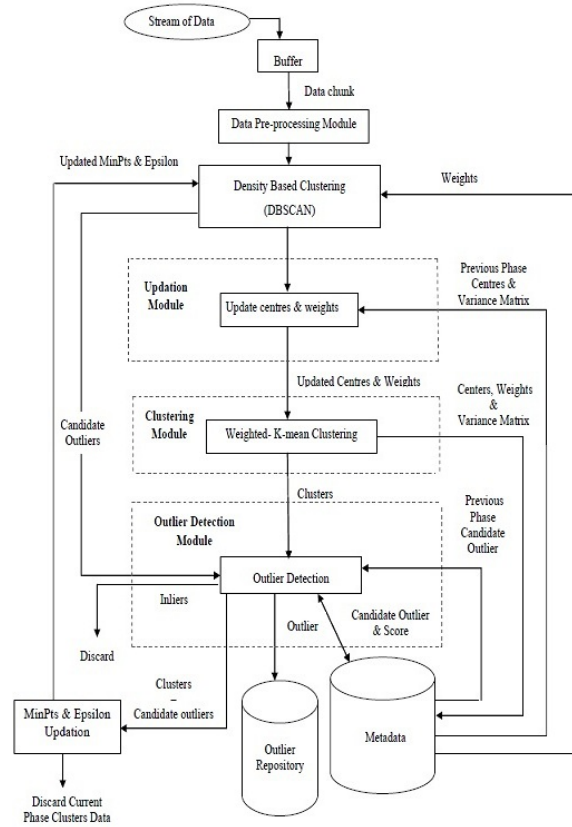 Stream of Data
Buffer
Data chunk
Data Pre-processing Module
Updated MinPts & Epsilon
Density Based Clustering
(DBSCAN)
Weights
Updation
Module
Update centres & weights
Previous Phase
Centres &
Variance Matrix
Updated Centres & Weights
Clustering
Module
Weighted- K-mean Clustering
Centers, Weights
&
Variance Matrix
Candidate
Outliers
Clusters
Previous
Phase
Candidate
Outlier
Outlier Detection
Module
Outlier Detection
Inliers
Outlier
Candidate Outlier
& Score
Discard
Clusters
–
Candidate outliers
MinPts & Epsilon
Updation
Outlier
Repository
Metadata
Discard Current
Phase Clusters Data